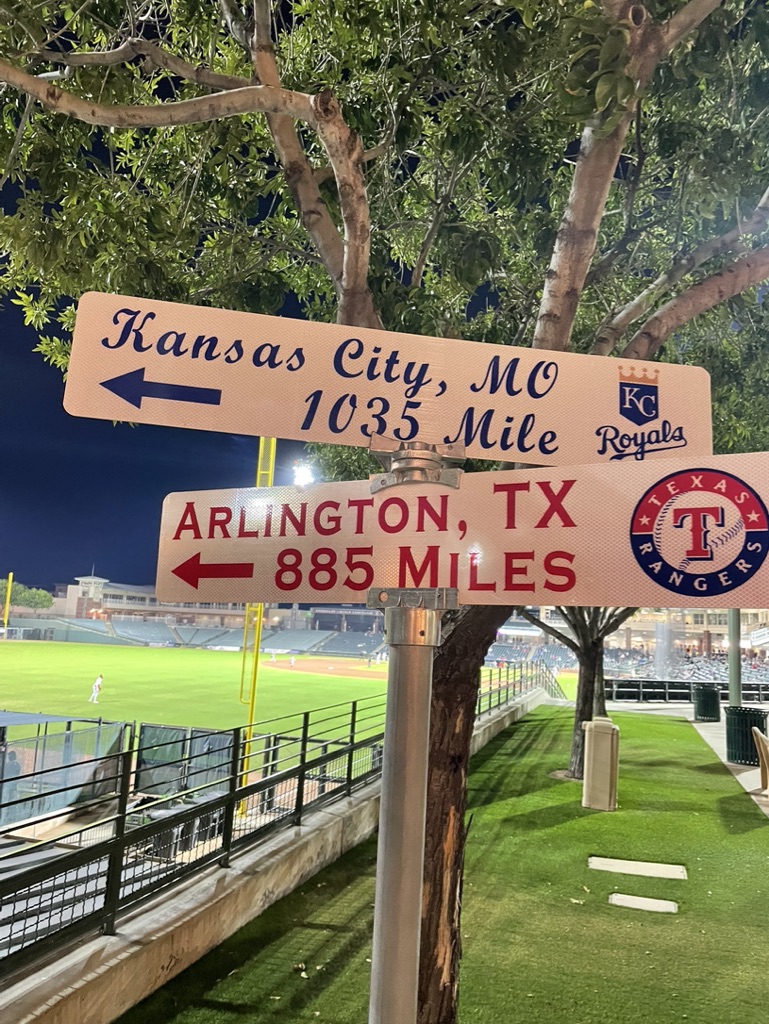 Kansas City, MO
1035 Mile
KC
Royals
ARLINGTON, TX
885 MILES
TEXAS
T
RANGERS